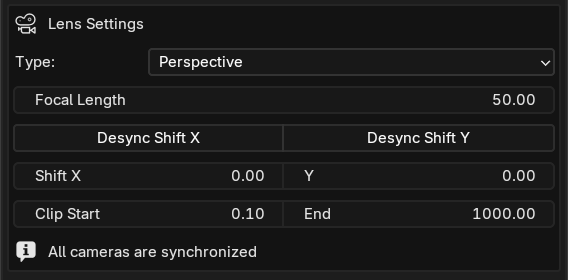 Lens Settings
Type: Perspective
Focal Length 50.00
Desync Shift X Desync Shift Y
Shift X 0.00 Y 0.00
Clip Start 0.10 End 1000.00
All cameras are synchronized